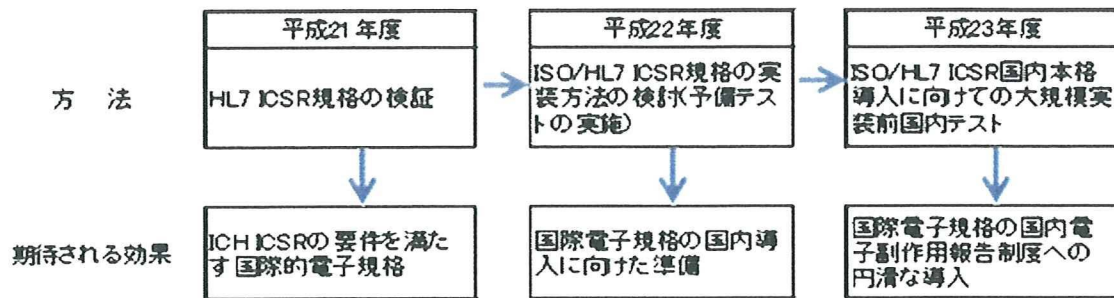 平成21年度
平成22年度
平成23年度
方 法
HL7 ICSR規格の検証
ISO/HL7 ICSR規格の実
装方法の検討(予備テス
トの実施)
ISO/HL7 ICSR国内本格
導入に向けての大規模実
装前国内テスト
期待される効果
ICH ICSRの要件を満た
す国際的電子規格
国際電子規格の国内導
入に向けた準備
国際電子規格の国内電
子副作用報告制度への
円滑な導入